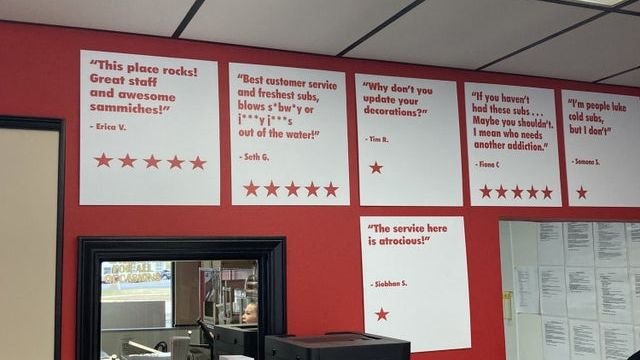 "This place rocks!
Great staff
and awesome
sammiches!"
- Erica V.
"Best customer service
and freshest subs,
blows s*bw*y or
j***y j***s
out of the water!"
- Seth G.
"Why don't you
update your
decorations?"
- Tim R.
"If you haven't
had these subs . . .
Maybe you shouldn't.
I mean who needs
another addiction."
- Fiona C
"I'm people luke
cold subs,
but I don't"
- Someone S.
"The service here
is atrocious!"
- Siobhan S.